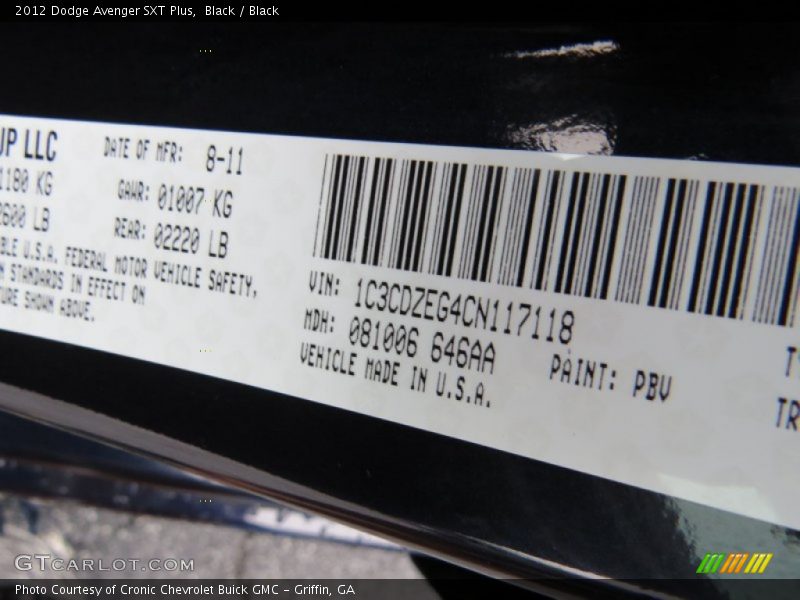 2012 Dodge Avenger SXT Plus, Black / Black
UP LLC
DATE OF MFR: 8-11
1180 KG
GAWR: 01007 KG
2600 LB
REAR: 02220 LB
U.S.A. FEDERAL MOTOR VEHICLE SAFETY,
STANDARDS IN EFFECT ON
SHOWN ABOVE.
VIN: 1C3CDZEG4CN117118
MDH: 081006 646AA
PAINT: PBV
VEHICLE MADE IN U.S.A.
GTCARLOT.COM
Photo Courtesy of Cronic Chevrolet Buick GMC - Griffin, GA